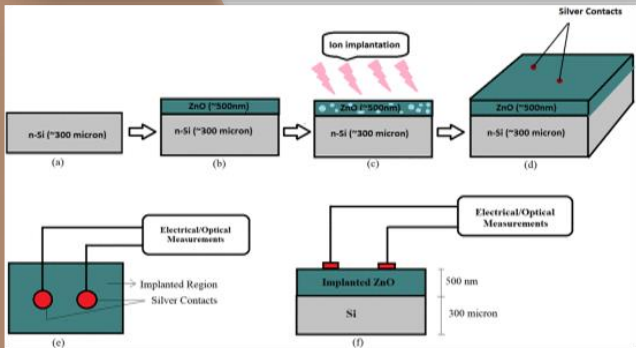 Silver Contacts
Ion implantation
ZnO (~500nm)
ZnO (~500nm)
ZnO (~500nm)
n-Si (~300 micron)
n-Si (~300 micron)
n-Si (~300 micron)
n-Si (~300 micron)
(a)
(b)
(c)
(d)
Electrical/Optical
Measurements
Implanted Region
Silver Contacts
(e)
Electrical/Optical
Measurements
Implanted ZnO
500 nm
Si
300 micron
(f)